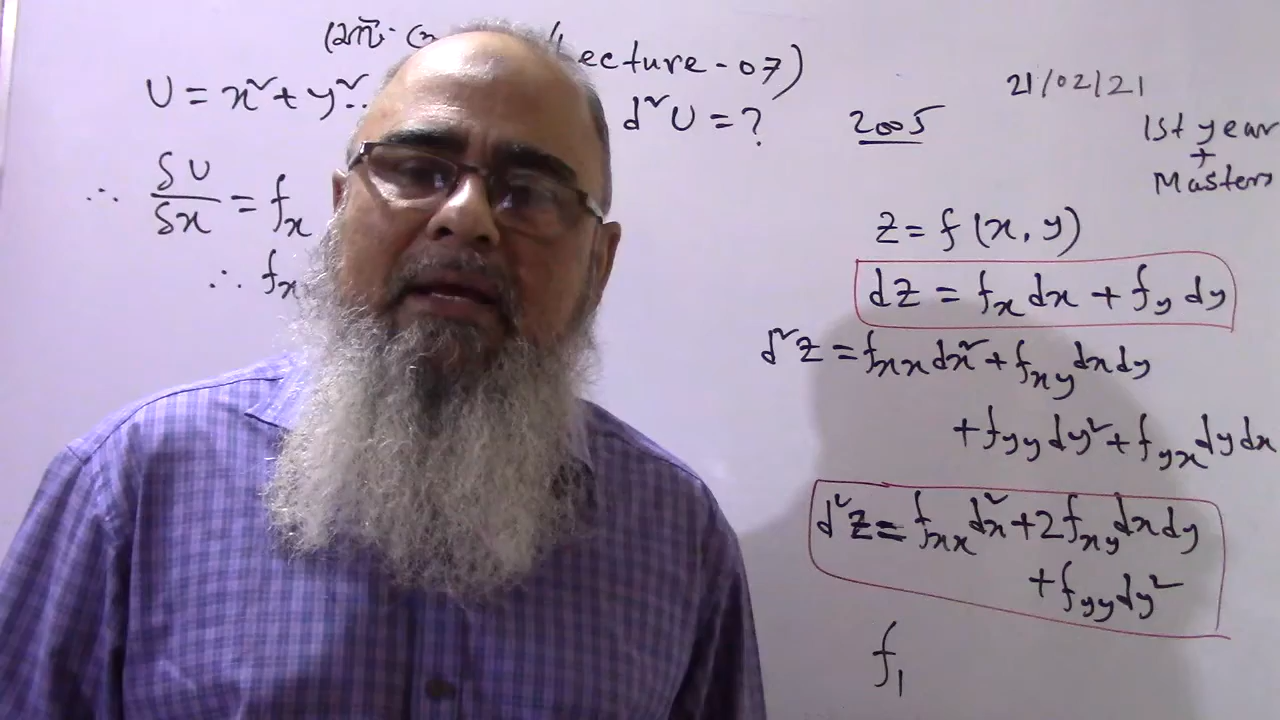 Lecture-07)
21/02/21
U = x² + y²..
d²U = ?
2005
1st year
+
Masters
∴ δU/δx = fx
z = f(x, y)
∴ fx
dz = fx dx + fy dy
d²z = fxx dx² + fxy dx dy
+ fyy dy² + fyx dy dx
d²z = fxx dx² + 2fxy dx dy
+ fyy dy²
f1